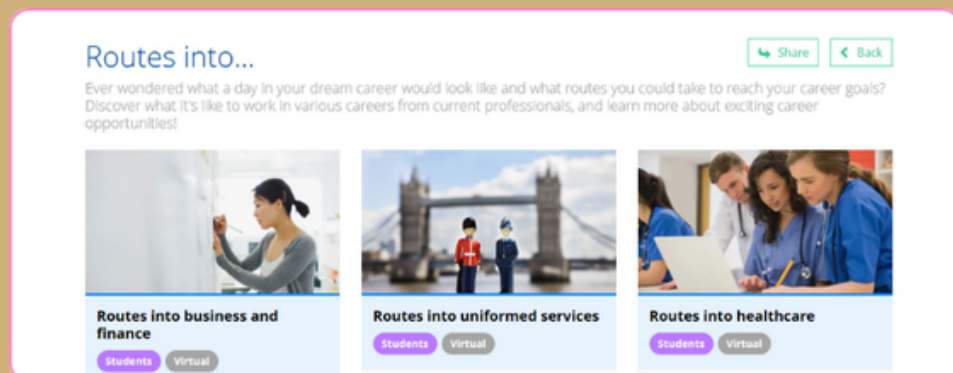 Routes into...
Share
Back
Ever wondered what a day in your dream career would look like and what routes you could take to reach your career goals?
Discover what it's like to work in various careers from current professionals, and learn more about exciting career
opportunities!
Routes into business and
finance
Students Virtual
Routes into uniformed services
Students Virtual
Routes into healthcare
Students Virtual